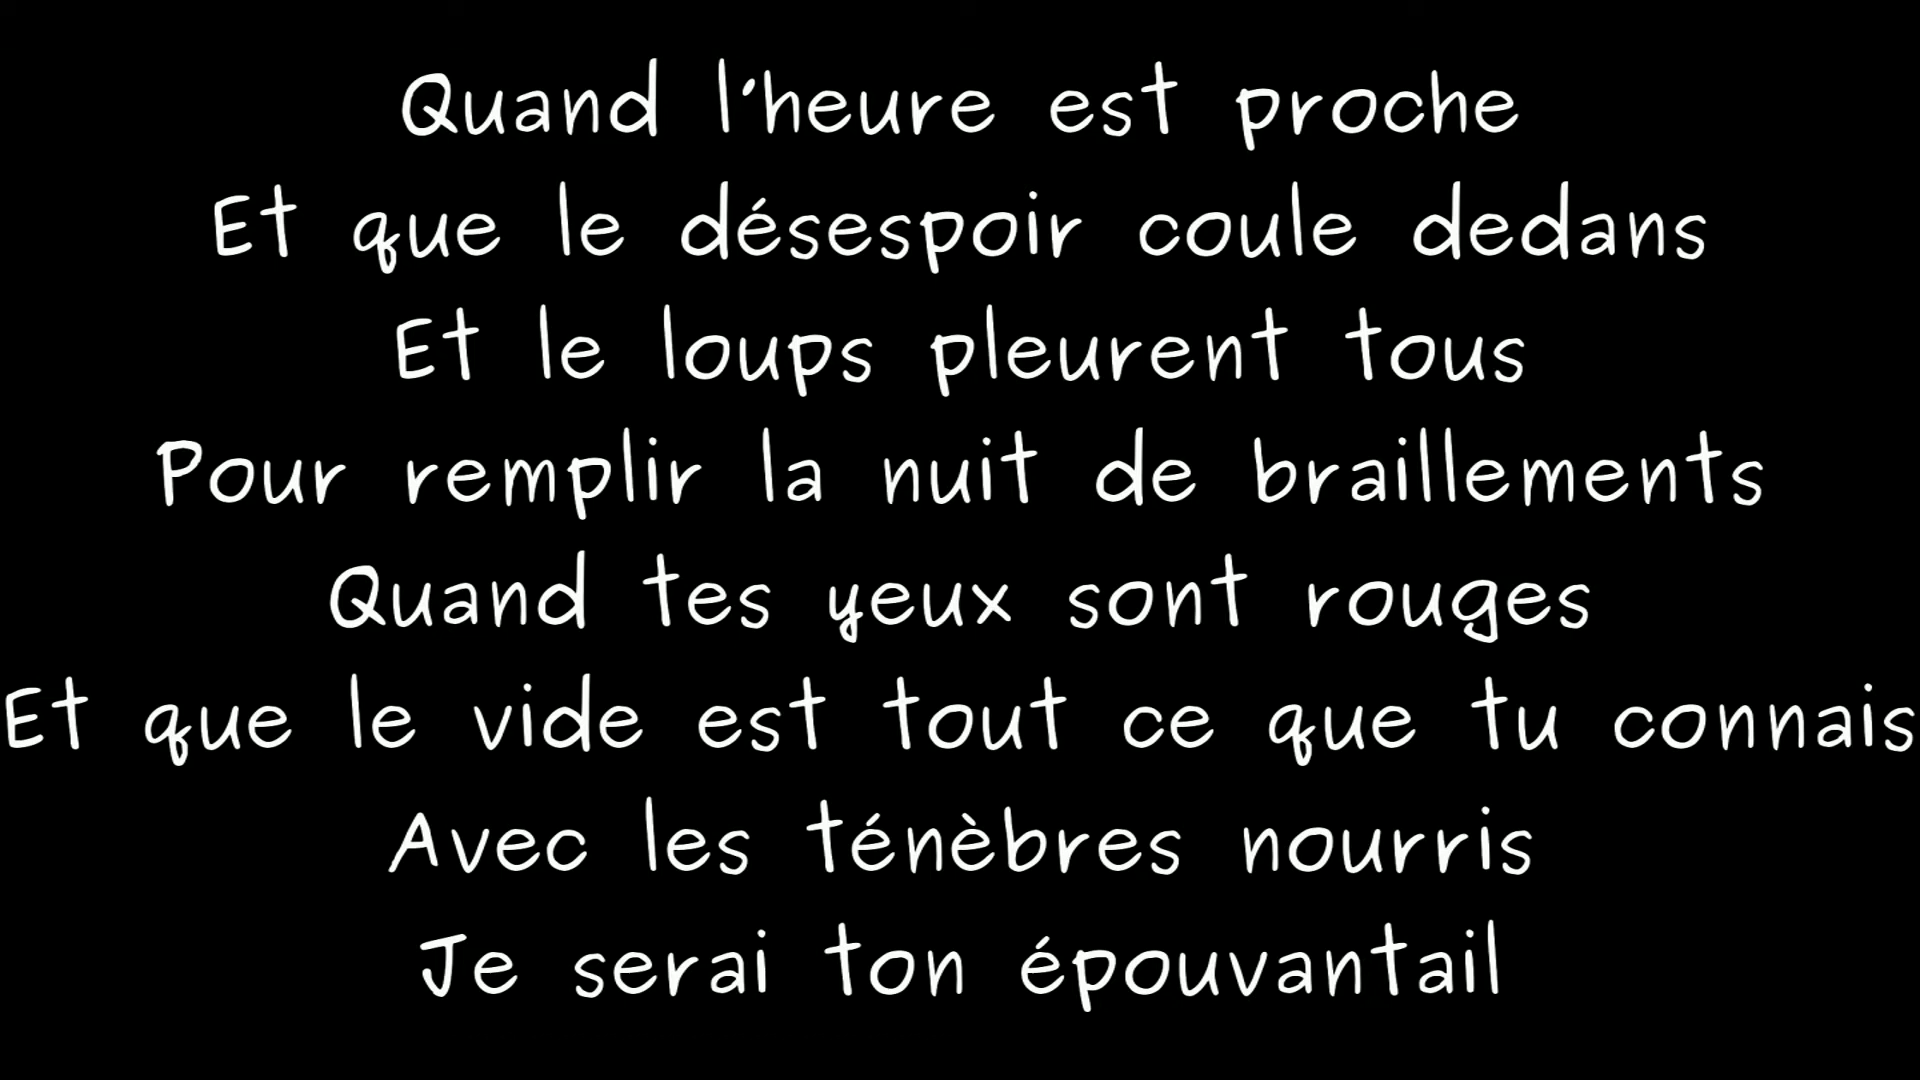 Quand l'heure est proche
Et que le désespoir coule dedans
Et le loups pleurent tous
Pour remplir la nuit de braillements
Quand tes yeux sont rouges
Et que le vide est tout ce que tu connais
Avec les ténèbres nourris
Je serai ton épouvantail